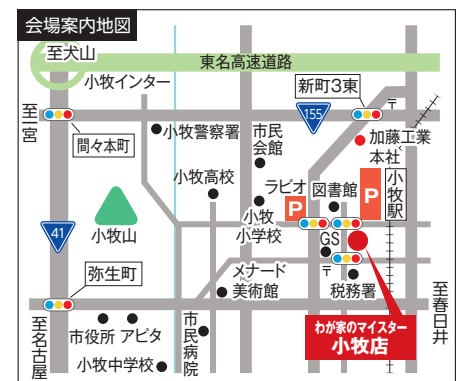 会場案内地図
至犬山
東名高速道路
小牧インター
新町3東
〒
至一宮
155
間々本町
小牧警察署
市民
会館
加藤工業
本社
小牧高校
ラピオ
図書館
小牧駅
P
P
小牧山
小牧
小学校
41
GS
〒
弥生町
メナード
美術館
税務署
至春日井
至名古屋
市役所
アピタ
市民病院
わが家のマイスター
小牧店
小牧中学校